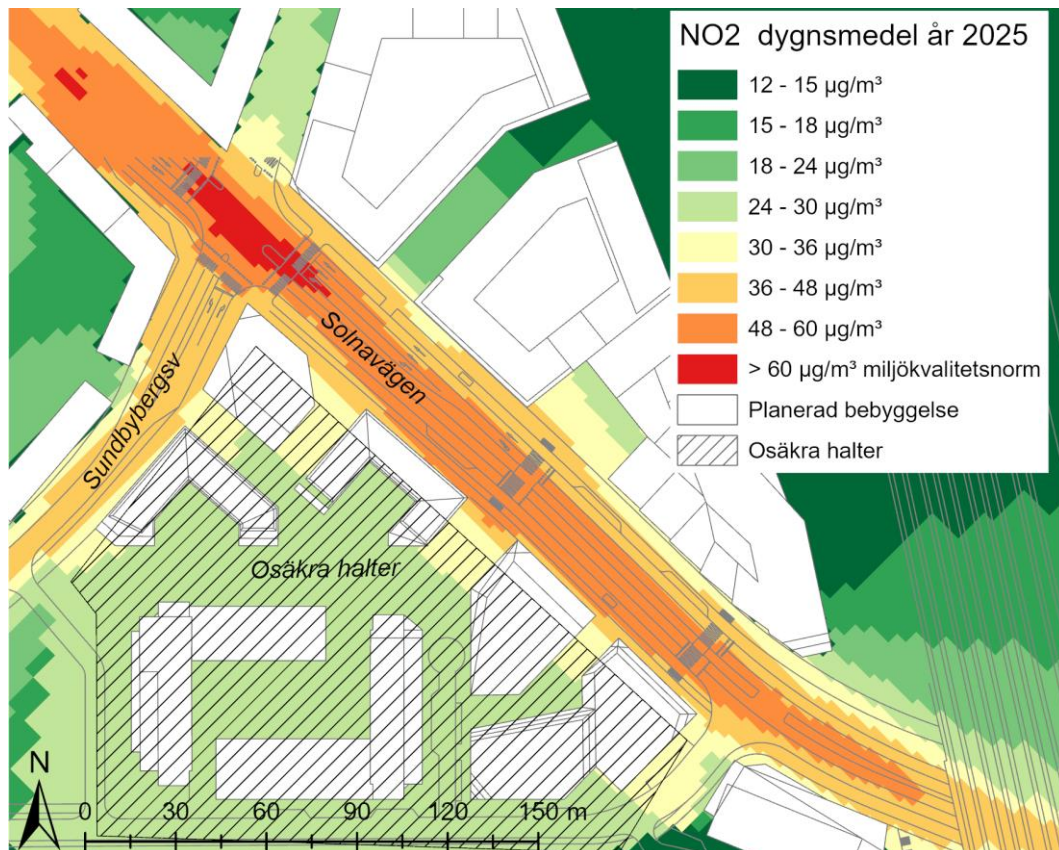 NO2 dygnsmedel år 2025
12 - 15 µg/m³
15 - 18 µg/m³
18 - 24 µg/m³
24 - 30 µg/m³
30 - 36 µg/m³
36 - 48 µg/m³
48 - 60 µg/m³
> 60 µg/m³ miljökvalitetsnorm
Planerad bebyggelse
Osäkra halter
Solnavägen
Sundbybergsv
Osäkra halter
N
0 30 60 90 120 150 m